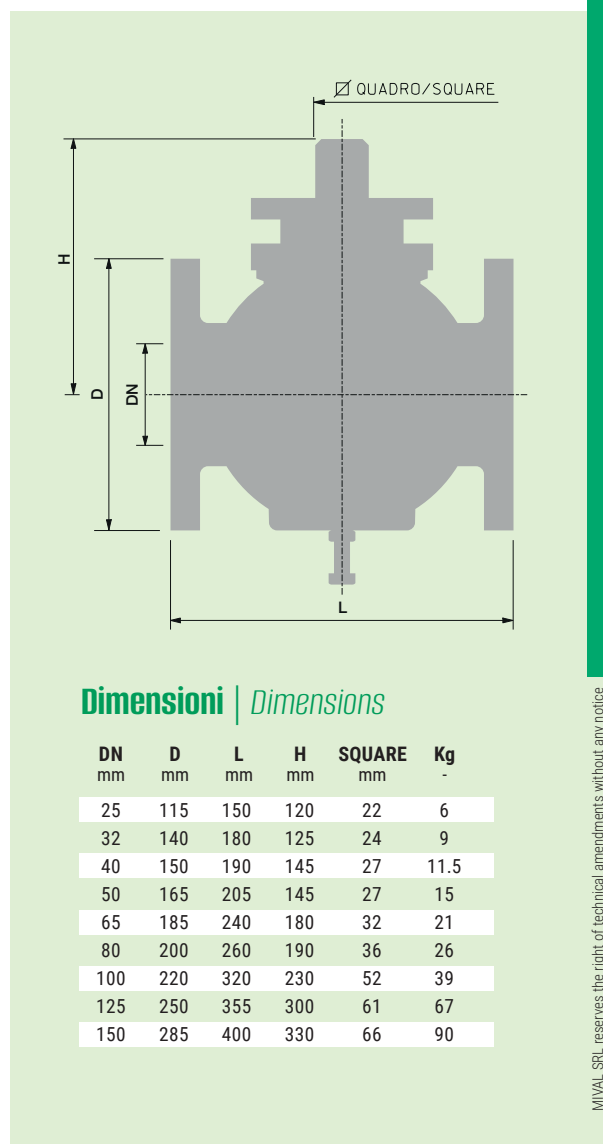 QUADRO/SQUARE
H
D
DN
L
Dimensioni | Dimensions
DN D L H SQUARE Kg
mm mm mm mm mm -
25 115 150 120 22 6
32 140 180 125 24 9
40 150 190 145 27 11.5
50 165 205 145 27 15
65 185 240 180 32 21
80 200 260 190 36 26
100 220 320 230 52 39
125 250 355 300 61 67
150 285 400 330 66 90
MIVAL SRL reserves the right of technical amendments without any notice